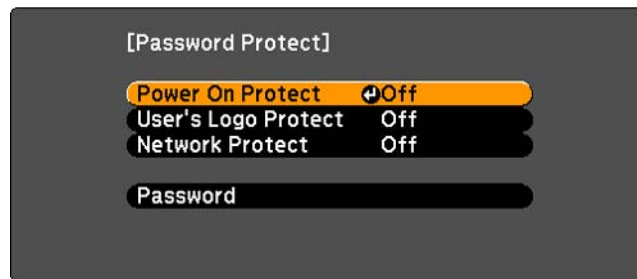 [Password Protect]
Power On Protect Off
User's Logo Protect Off
Network Protect Off
Password